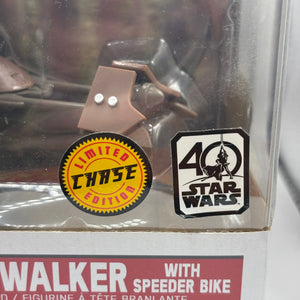 LIMITED
CHASE
EDITION
40
STAR
WARS
WALKER WITH
SPEEDER BIKE
/ FIGURINE À TÊTE BRANLANTE